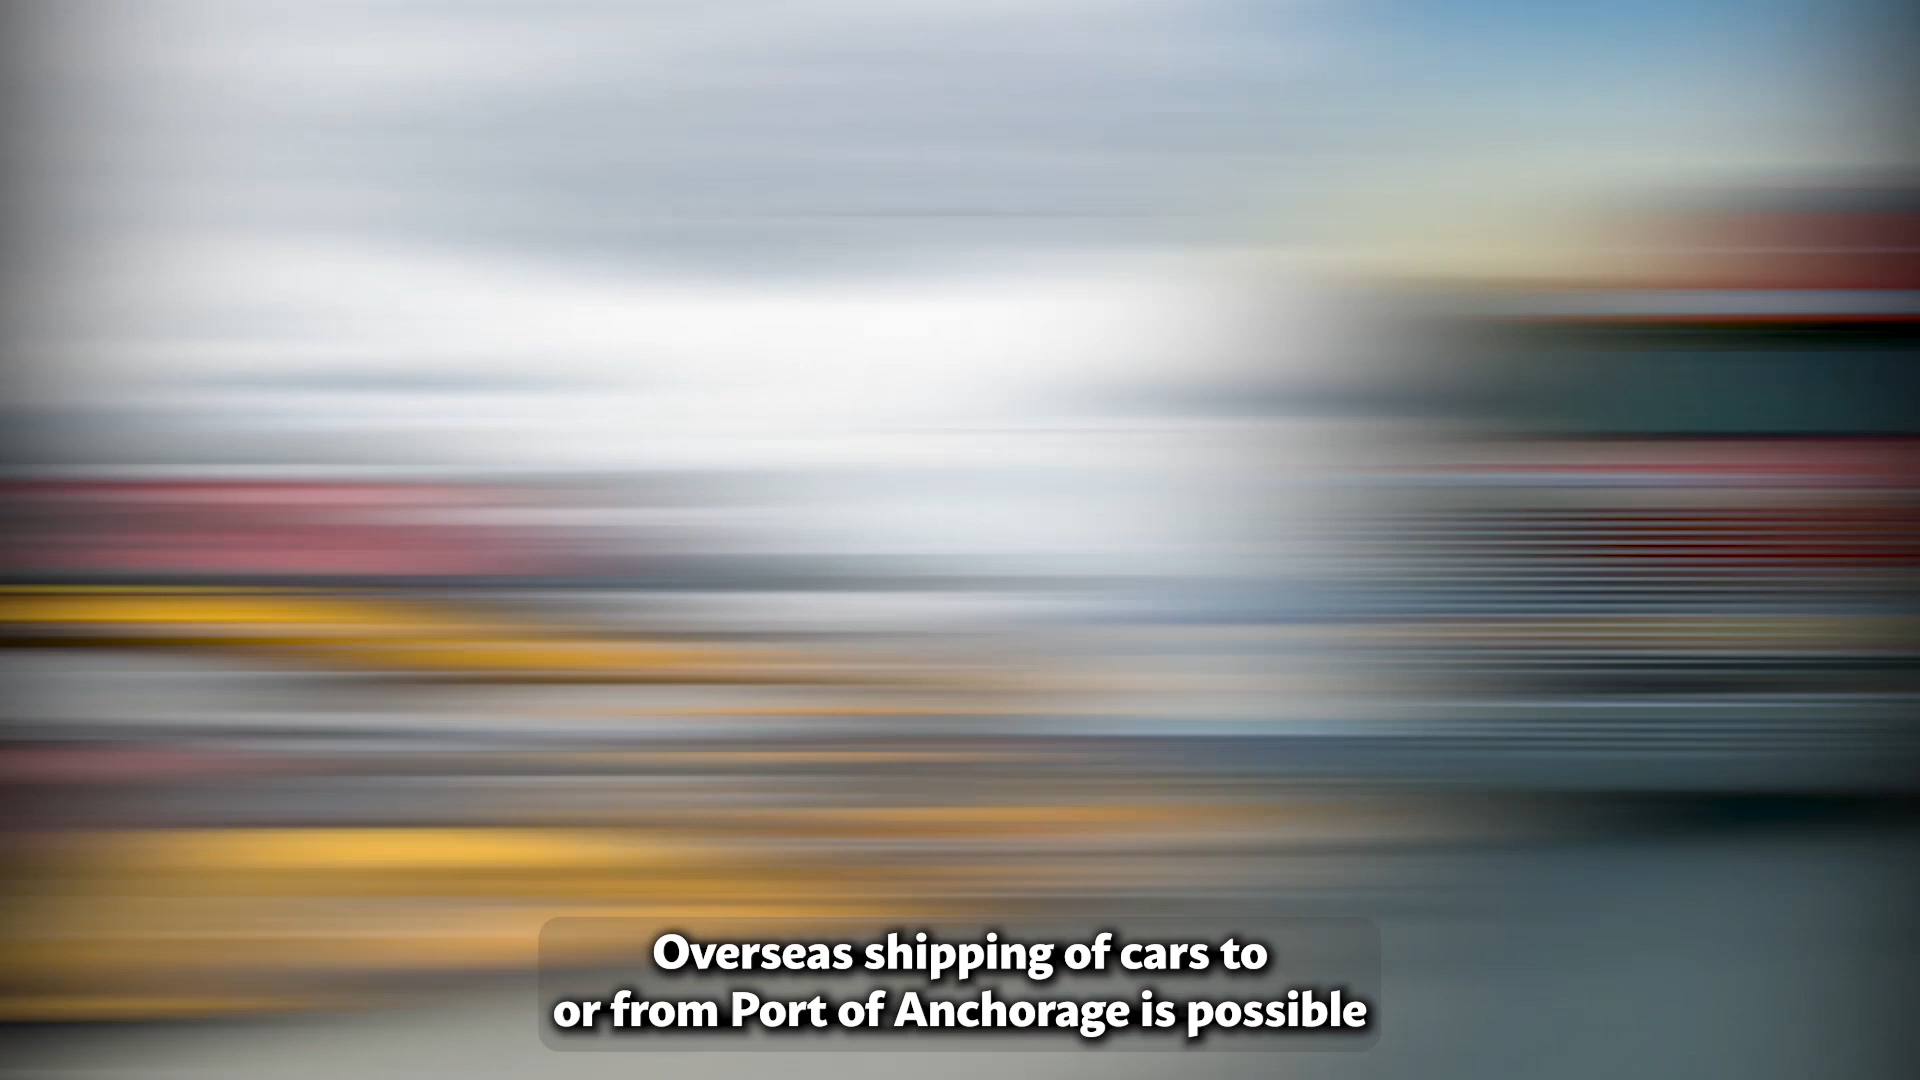 Overseas shipping of cars to
or from Port of Anchorage is possible